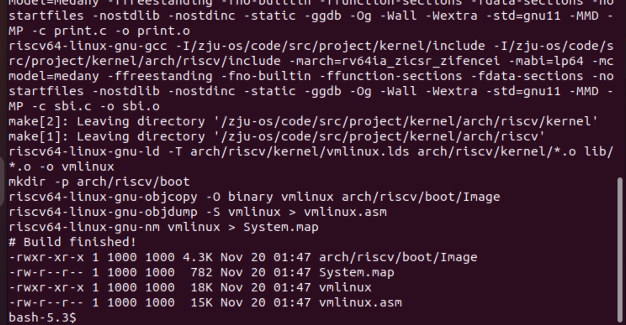 model=medany -ffreestanding -fno-builtin -ffunction-sections -fdata-sections -no
startfiles -nostdlib -nostdinc -static -ggdb -Og -Wall -Wextra -std=gnu11 -MMD -
MP -c print.c -o print.o
riscv64-linux-gnu-gcc -I/zju-os/code/src/project/kernel/include -I/zju-os/code/s
rc/project/kernel/arch/riscv/include -march=rv64ia_zicsr_zifencei -mabi=lp64 -mc
model=medany -ffreestanding -fno-builtin -ffunction-sections -fdata-sections -no
startfiles -nostdlib -nostdinc -static -ggdb -Og -Wall -Wextra -std=gnu11 -MMD -
MP -c sbi.c -o sbi.o
make[2]: Leaving directory '/zju-os/code/src/project/kernel/arch/riscv/kernel'
make[1]: Leaving directory '/zju-os/code/src/project/kernel/arch/riscv'
riscv64-linux-gnu-ld -T arch/riscv/kernel/vmlinux.lds arch/riscv/kernel/*.o lib/
*.o -o vmlinux
mkdir -p arch/riscv/boot
riscv64-linux-gnu-objcopy -O binary vmlinux arch/riscv/boot/Image
riscv64-linux-gnu-objdump -S vmlinux > vmlinux.asm
riscv64-linux-gnu-nm vmlinux > System.map
# Build finished!
-rwxr-xr-x 1 1000 1000 4.3K Nov 20 01:47 arch/riscv/boot/Image
-rw-r--r-- 1 1000 1000  782 Nov 20 01:47 System.map
-rwxr-xr-x 1 1000 1000  18K Nov 20 01:47 vmlinux
-rw-r--r-- 1 1000 1000  15K Nov 20 01:47 vmlinux.asm
bash-5.3$